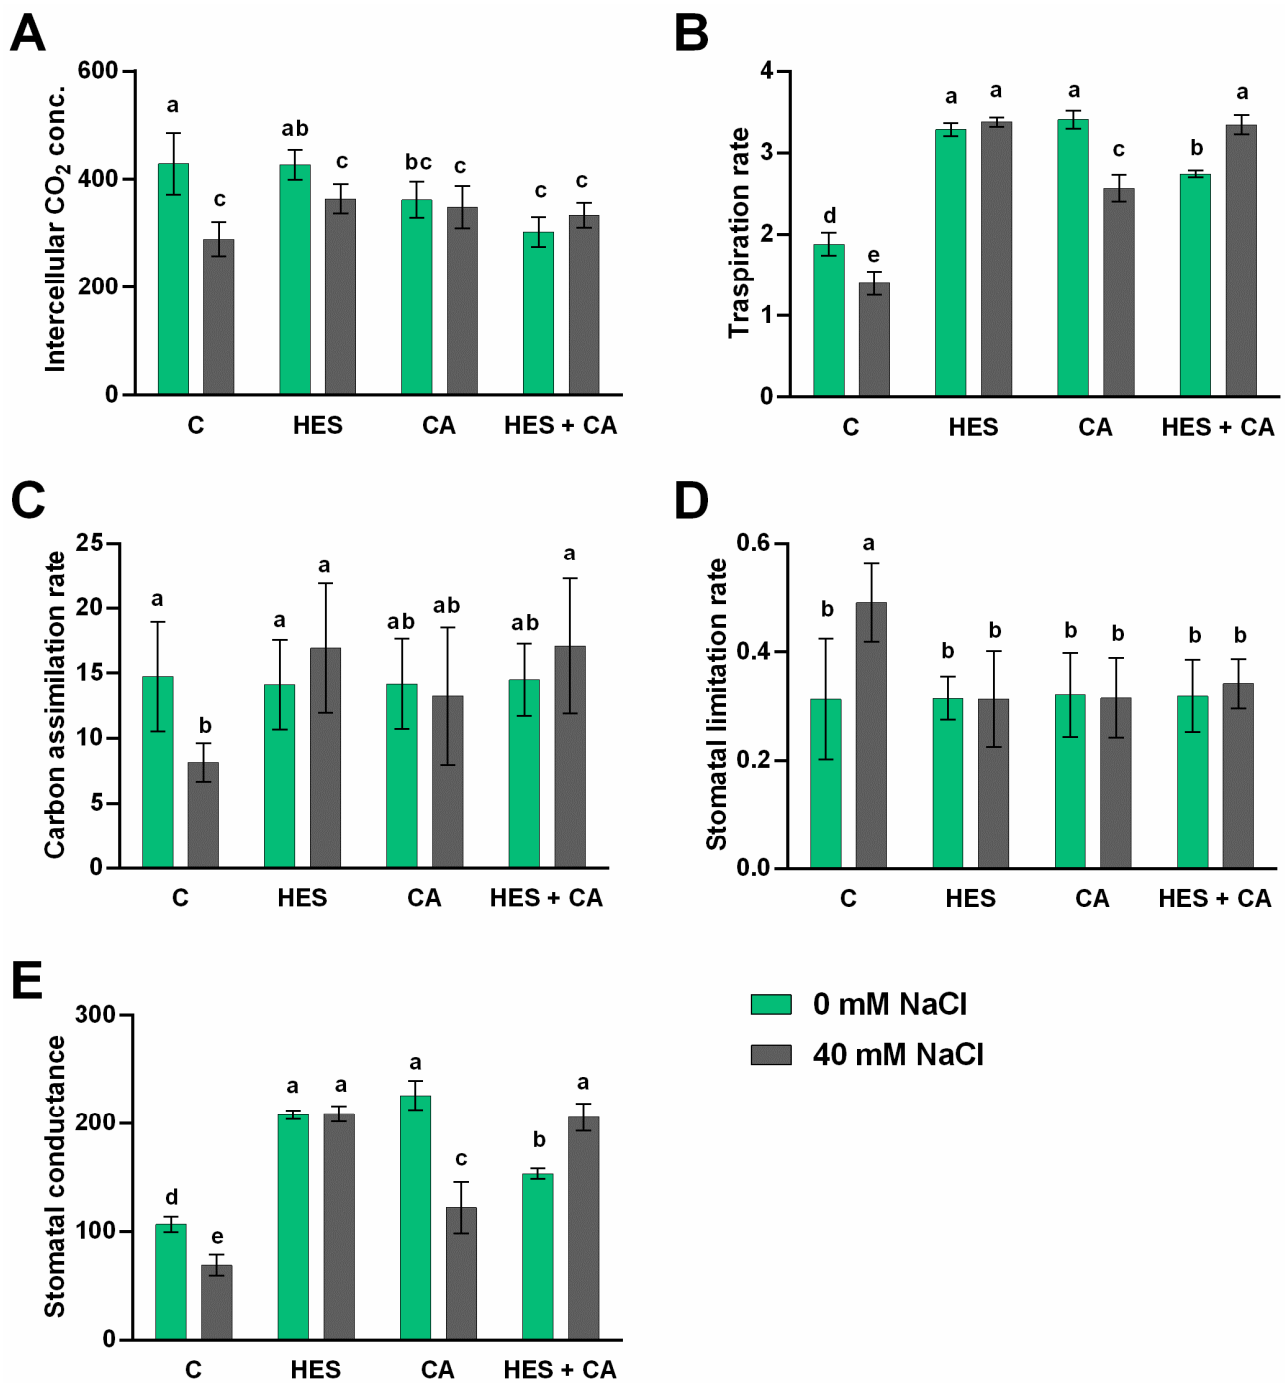 A
Intercellular CO2 conc.
600
400
200
0
a
c
ab
c
bc
c
c
c
C
HES
CA
HES + CA
B
Traspiration rate
4
3
2
1
0
d
e
a
a
a
c
b
a
C
HES
CA
HES + CA
C
Carbon assimilation rate
25
20
15
10
5
0
a
b
a
a
ab
ab
ab
a
C
HES
CA
HES + CA
D
Stomatal limitation rate
0.6
0.4
0.2
0.0
b
a
b
b
b
b
b
b
C
HES
CA
HES + CA
E
Stomatal conductance
300
200
100
0
d
e
a
a
a
c
b
a
C
HES
CA
HES + CA
0 mM NaCl
40 mM NaCl